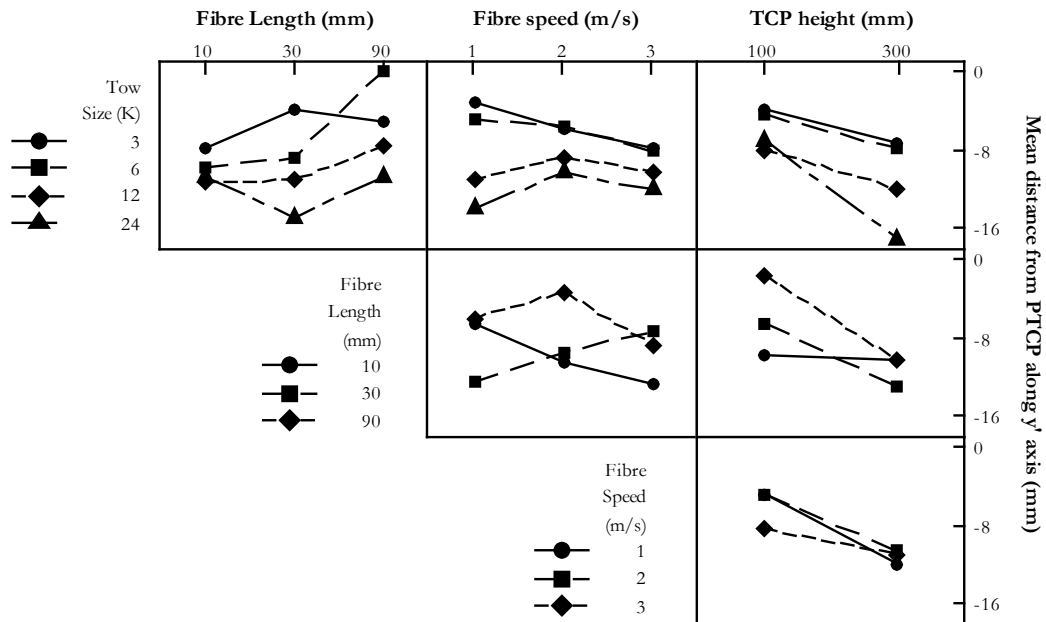 Fibre Length (mm)
Fibre speed (m/s)
TCP height (mm)
10 30 90
1 2 3
100 300
Tow
Size (K)
3
6
12
24
0
-8
-16
Fibre
Length
(mm)
10
30
90
0
-8
-16
Fibre
Speed
(m/s)
1
2
3
0
-8
-16
Mean distance from PTCP along y' axis (mm)